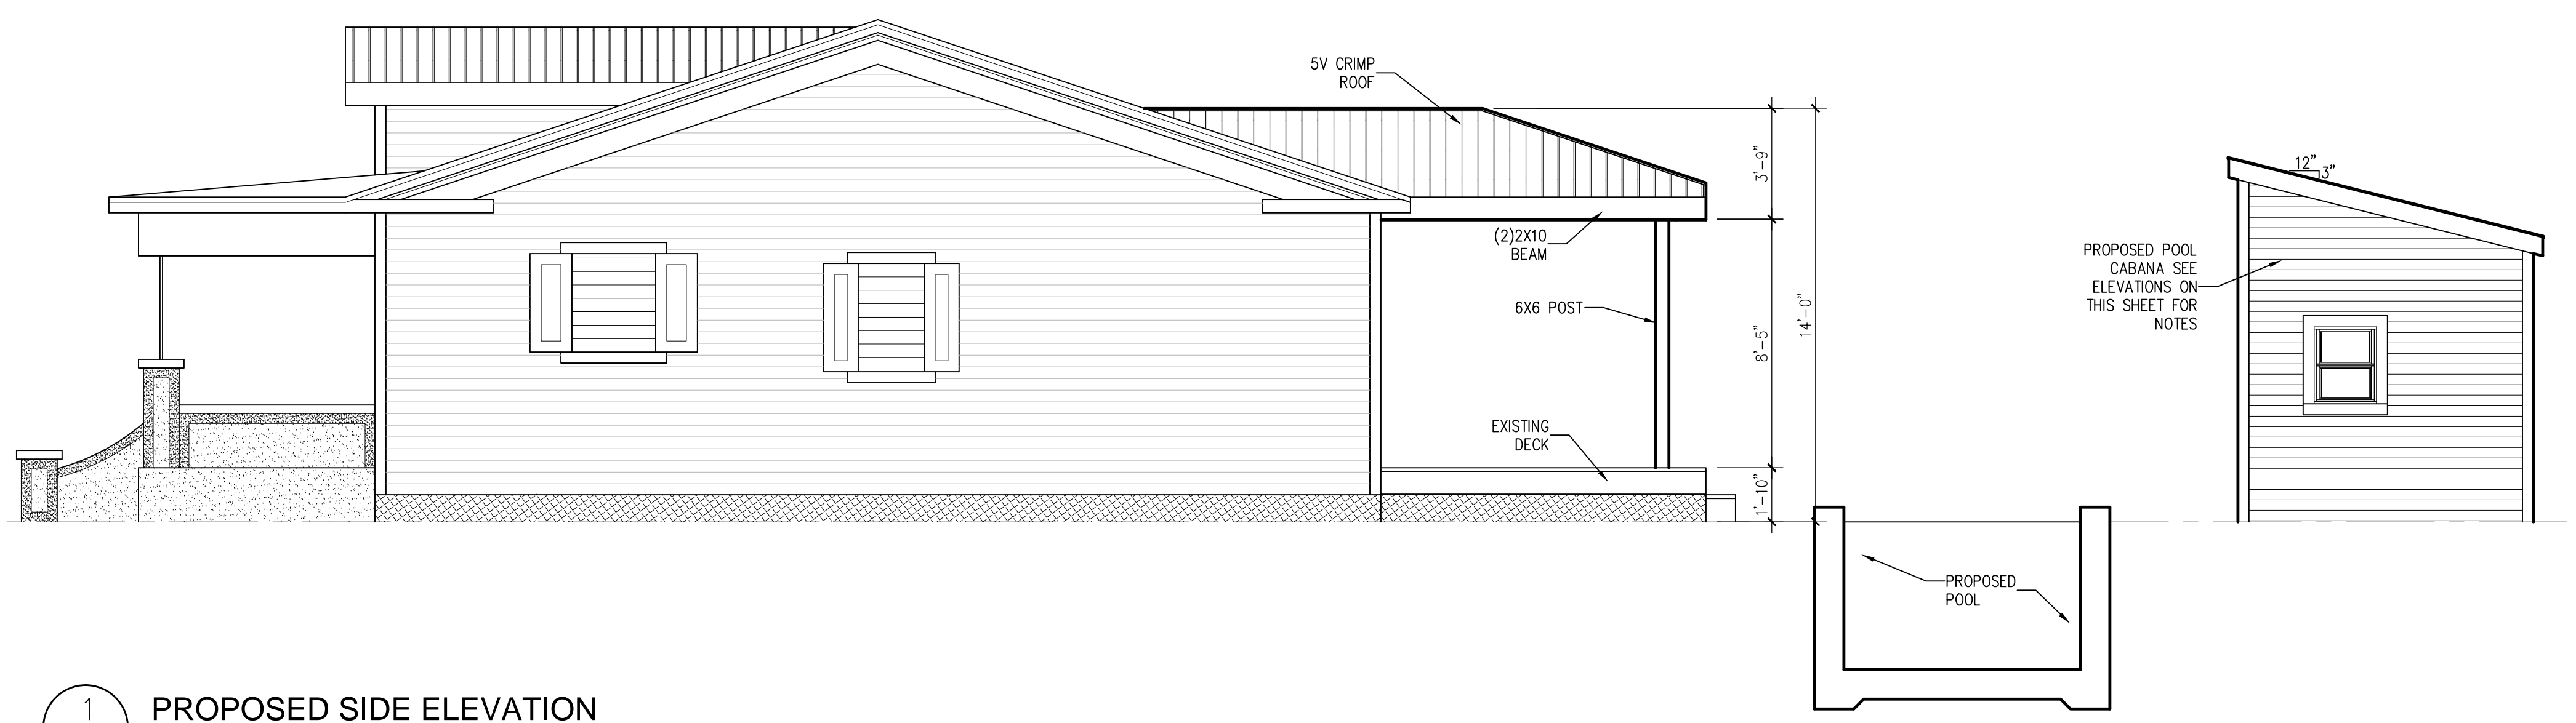 5V CRIMP
ROOF
12"
3"
3'-9"
(2)2X10
BEAM
PROPOSED POOL
CABANA SEE
ELEVATIONS ON
THIS SHEET FOR
NOTES
6X6 POST
8'-5"
14'-0"
EXISTING
DECK
1'-10"
PROPOSED
POOL
1
PROPOSED SIDE ELEVATION